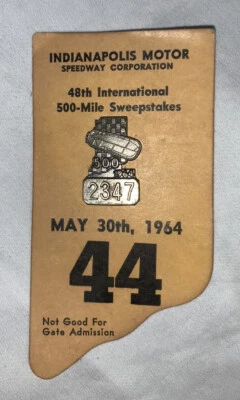 INDIANAPOLIS MOTOR
SPEEDWAY CORPORATION
48th International
500-Mile Sweepstakes
500
2347
MAY 30th, 1964
44
Not Good For
Gate Admission